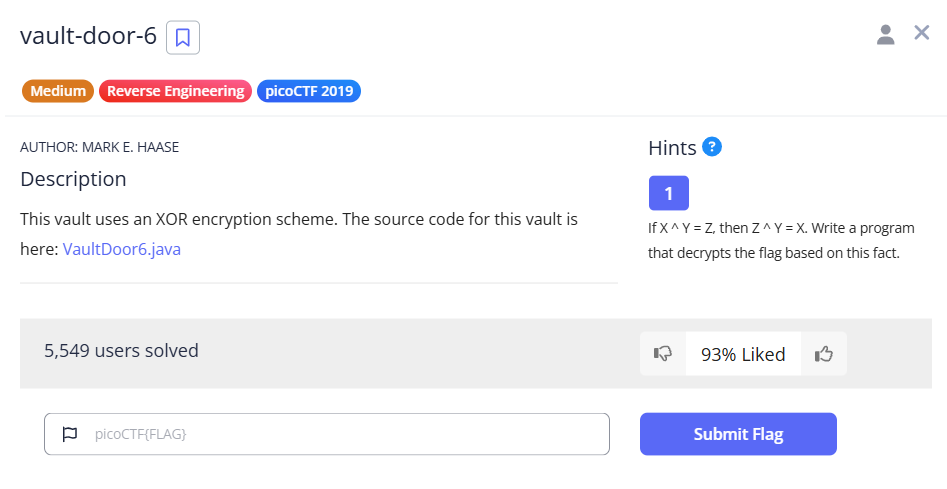 vault-door-6
Medium Reverse Engineering picoCTF 2019
AUTHOR: MARK E. HAASE
Description
This vault uses an XOR encryption scheme. The source code for this vault is
here: VaultDoor6.java
Hints ?
1
If X ^ Y = Z, then Z ^ Y = X. Write a program
that decrypts the flag based on this fact.
5,549 users solved
93% Liked
picoCTF{FLAG}
Submit Flag